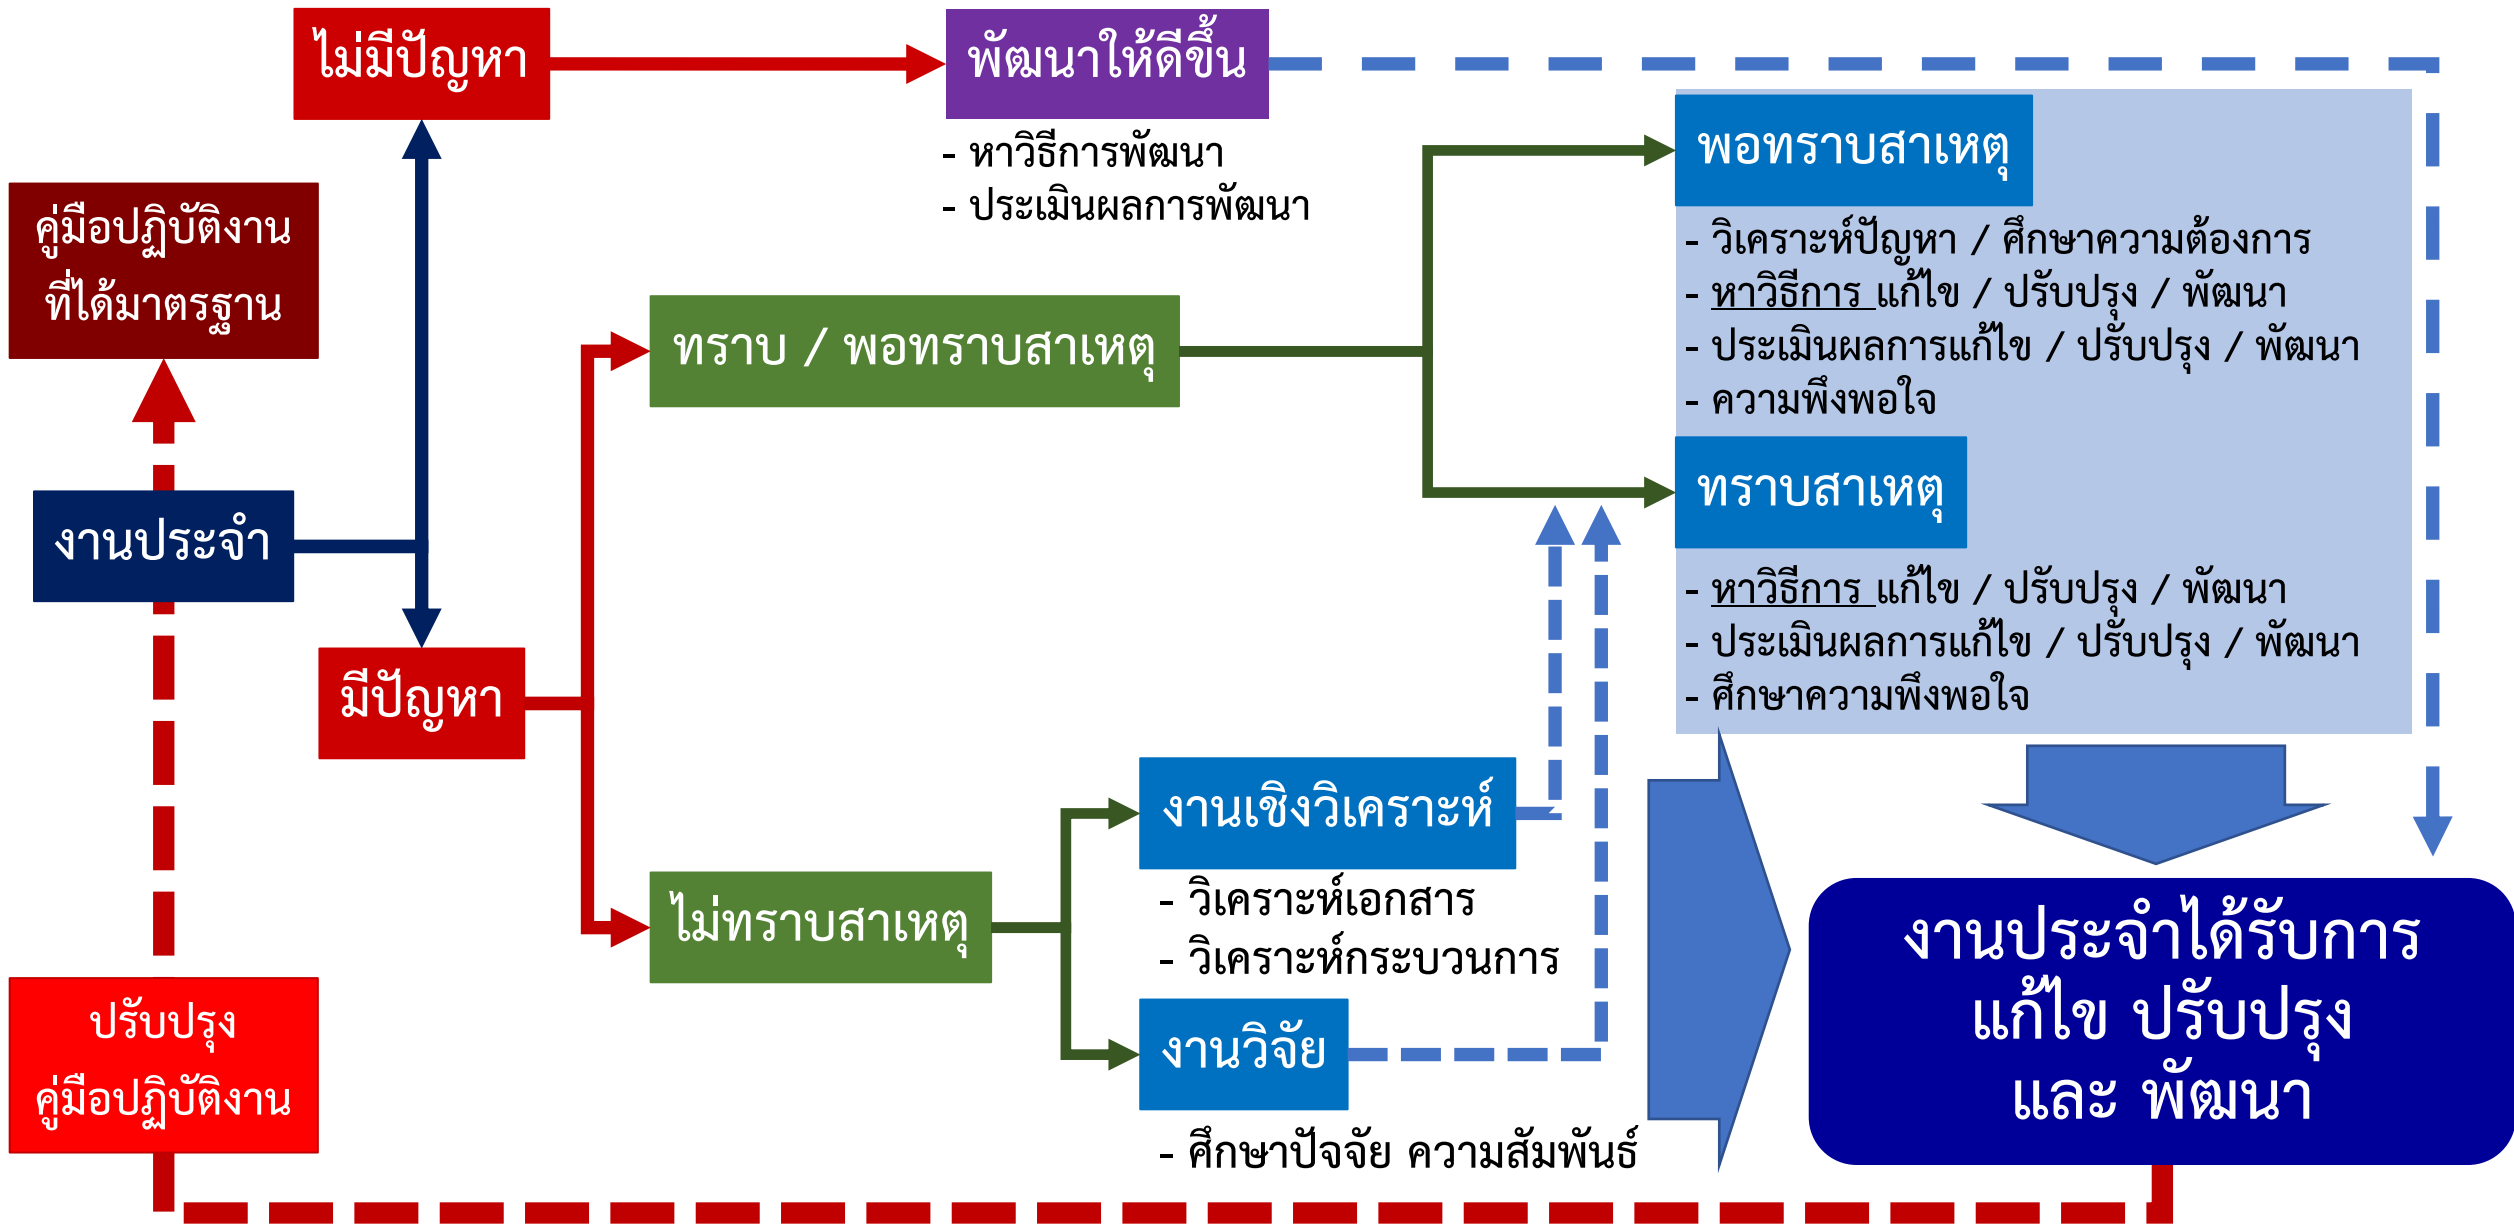 ไม่มีปัญหา
พัฒนาให้ดีขึ้น
- หาวิธีการพัฒนา
- ประเมินผลการพัฒนา
คู่มือปฏิบัติงาน
ที่ได้มาตรฐาน
งานประจำ
มีปัญหา
ทราบ / พอทราบสาเหตุ
พอทราบสาเหตุ
- วิเคราะห์ปัญหา / ศึกษาความต้องการ
- หาวิธีการ แก้ไข / ปรับปรุง / พัฒนา
- ประเมินผลการแก้ไข / ปรับปรุง / พัฒนา
- ความพึงพอใจ
ทราบสาเหตุ
- หาวิธีการ แก้ไข / ปรับปรุง / พัฒนา
- ประเมินผลการแก้ไข / ปรับปรุง / พัฒนา
- ศึกษาความพึงพอใจ
ไม่ทราบสาเหตุ
งานเชิงวิเคราะห์
- วิเคราะห์เอกสาร
- วิเคราะห์กระบวนการ
งานวิจัย
- ศึกษาปัจจัย ความสัมพันธ์
งานประจำได้รับการ
แก้ไข ปรับปรุง
และ พัฒนา
ปรับปรุง
คู่มือปฏิบัติงาน